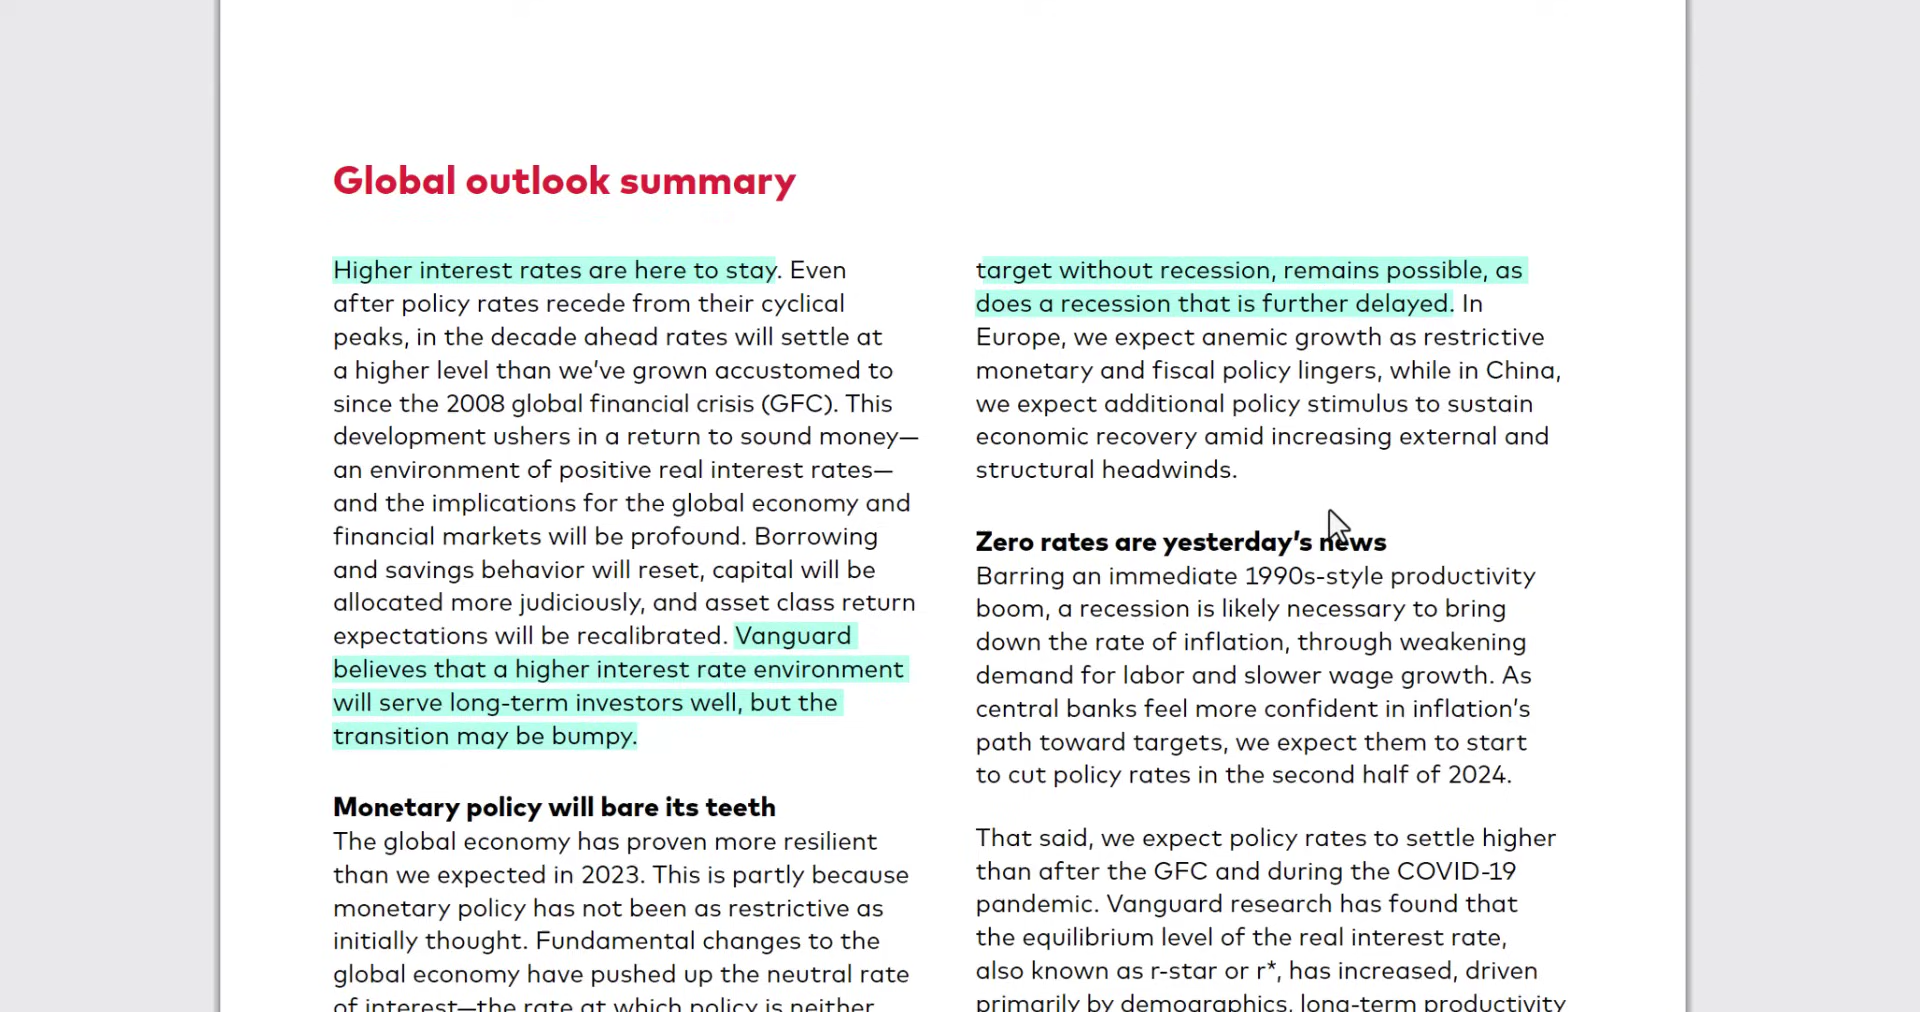 Global outlook summary
Higher interest rates are here to stay. Even
after policy rates recede from their cyclical
peaks, in the decade ahead rates will settle at
a higher level than we’ve grown accustomed to
since the 2008 global financial crisis (GFC). This
development ushers in a return to sound money—
an environment of positive real interest rates—
and the implications for the global economy and
financial markets will be profound. Borrowing
and savings behavior will reset, capital will be
allocated more judiciously, and asset class return
expectations will be recalibrated. Vanguard
believes that a higher interest rate environment
will serve long-term investors well, but the
transition may be bumpy.
Monetary policy will bare its teeth
The global economy has proven more resilient
than we expected in 2023. This is partly because
monetary policy has not been as restrictive as
initially thought. Fundamental changes to the
global economy have pushed up the neutral rate
of interest—the rate at which policy is neither
target without recession, remains possible, as
does a recession that is further delayed. In
Europe, we expect anemic growth as restrictive
monetary and fiscal policy lingers, while in China,
we expect additional policy stimulus to sustain
economic recovery amid increasing external and
structural headwinds.
Zero rates are yesterday’s news
Barring an immediate 1990s-style productivity
boom, a recession is likely necessary to bring
down the rate of inflation, through weakening
demand for labor and slower wage growth. As
central banks feel more confident in inflation’s
path toward targets, we expect them to start
to cut policy rates in the second half of 2024.
That said, we expect policy rates to settle higher
than after the GFC and during the COVID-19
pandemic. Vanguard research has found that
the equilibrium level of the real interest rate,
also known as r-star or r*, has increased, driven
primarily by demographics, long-term productivity